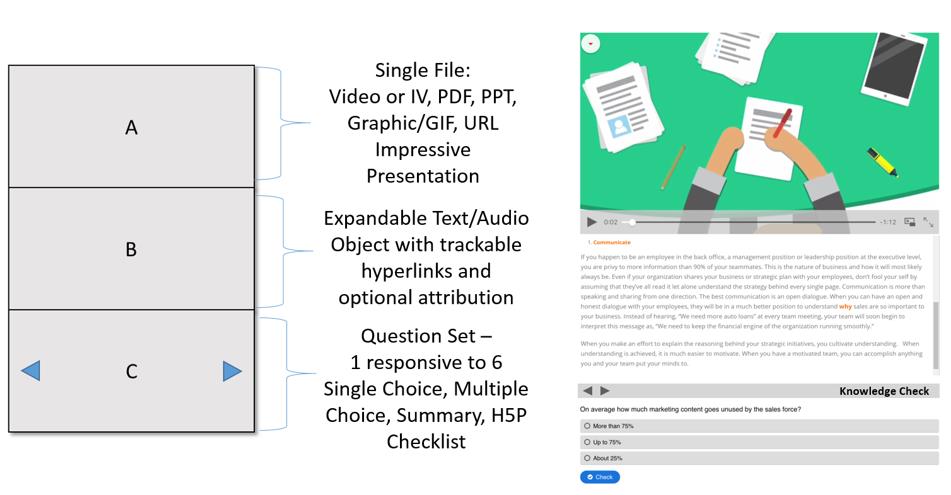 A
Single File:
Video or IV, PDF, PPT,
Graphic/GIF, URL
Impressive
Presentation
B
Expandable Text/Audio
Object with trackable
hyperlinks and
optional attribution
C
Question Set –
1 responsive to 6
Single Choice, Multiple
Choice, Summary, H5P
Checklist
0:02
-1:12
1. Communicate
If you happen to be an employee in the back office, a management position or leadership position at the executive level,
you are privy to more information than 90% of your teammates. This is the nature of business and how it will most likely
always be. Even if your organization shares your business or strategic plan with your employees, don't fool your self by
assuming that they've all read it let alone understand the strategy behind every single page. Communication is more than
speaking and sharing from one direction. The best communication is an open dialogue. When you can have an open and
honest dialogue with your employees, they will be in a much better position to understand why sales are so important to
your business. Instead of hearing, "We need more auto loans" at every team meeting, your team will soon begin to
interpret this message as, "We need to keep the financial engine of the organization running smoothly."
When you make an effort to explain the reasoning behind your strategic initiatives, you cultivate understanding. When
understanding is achieved, it is much easier to motivate. When you have a motivated team, you can accomplish anything
you and your team put your minds to.
Knowledge Check
On average how much marketing content goes unused by the sales force?
More than 75%
Up to 75%
About 25%
Check